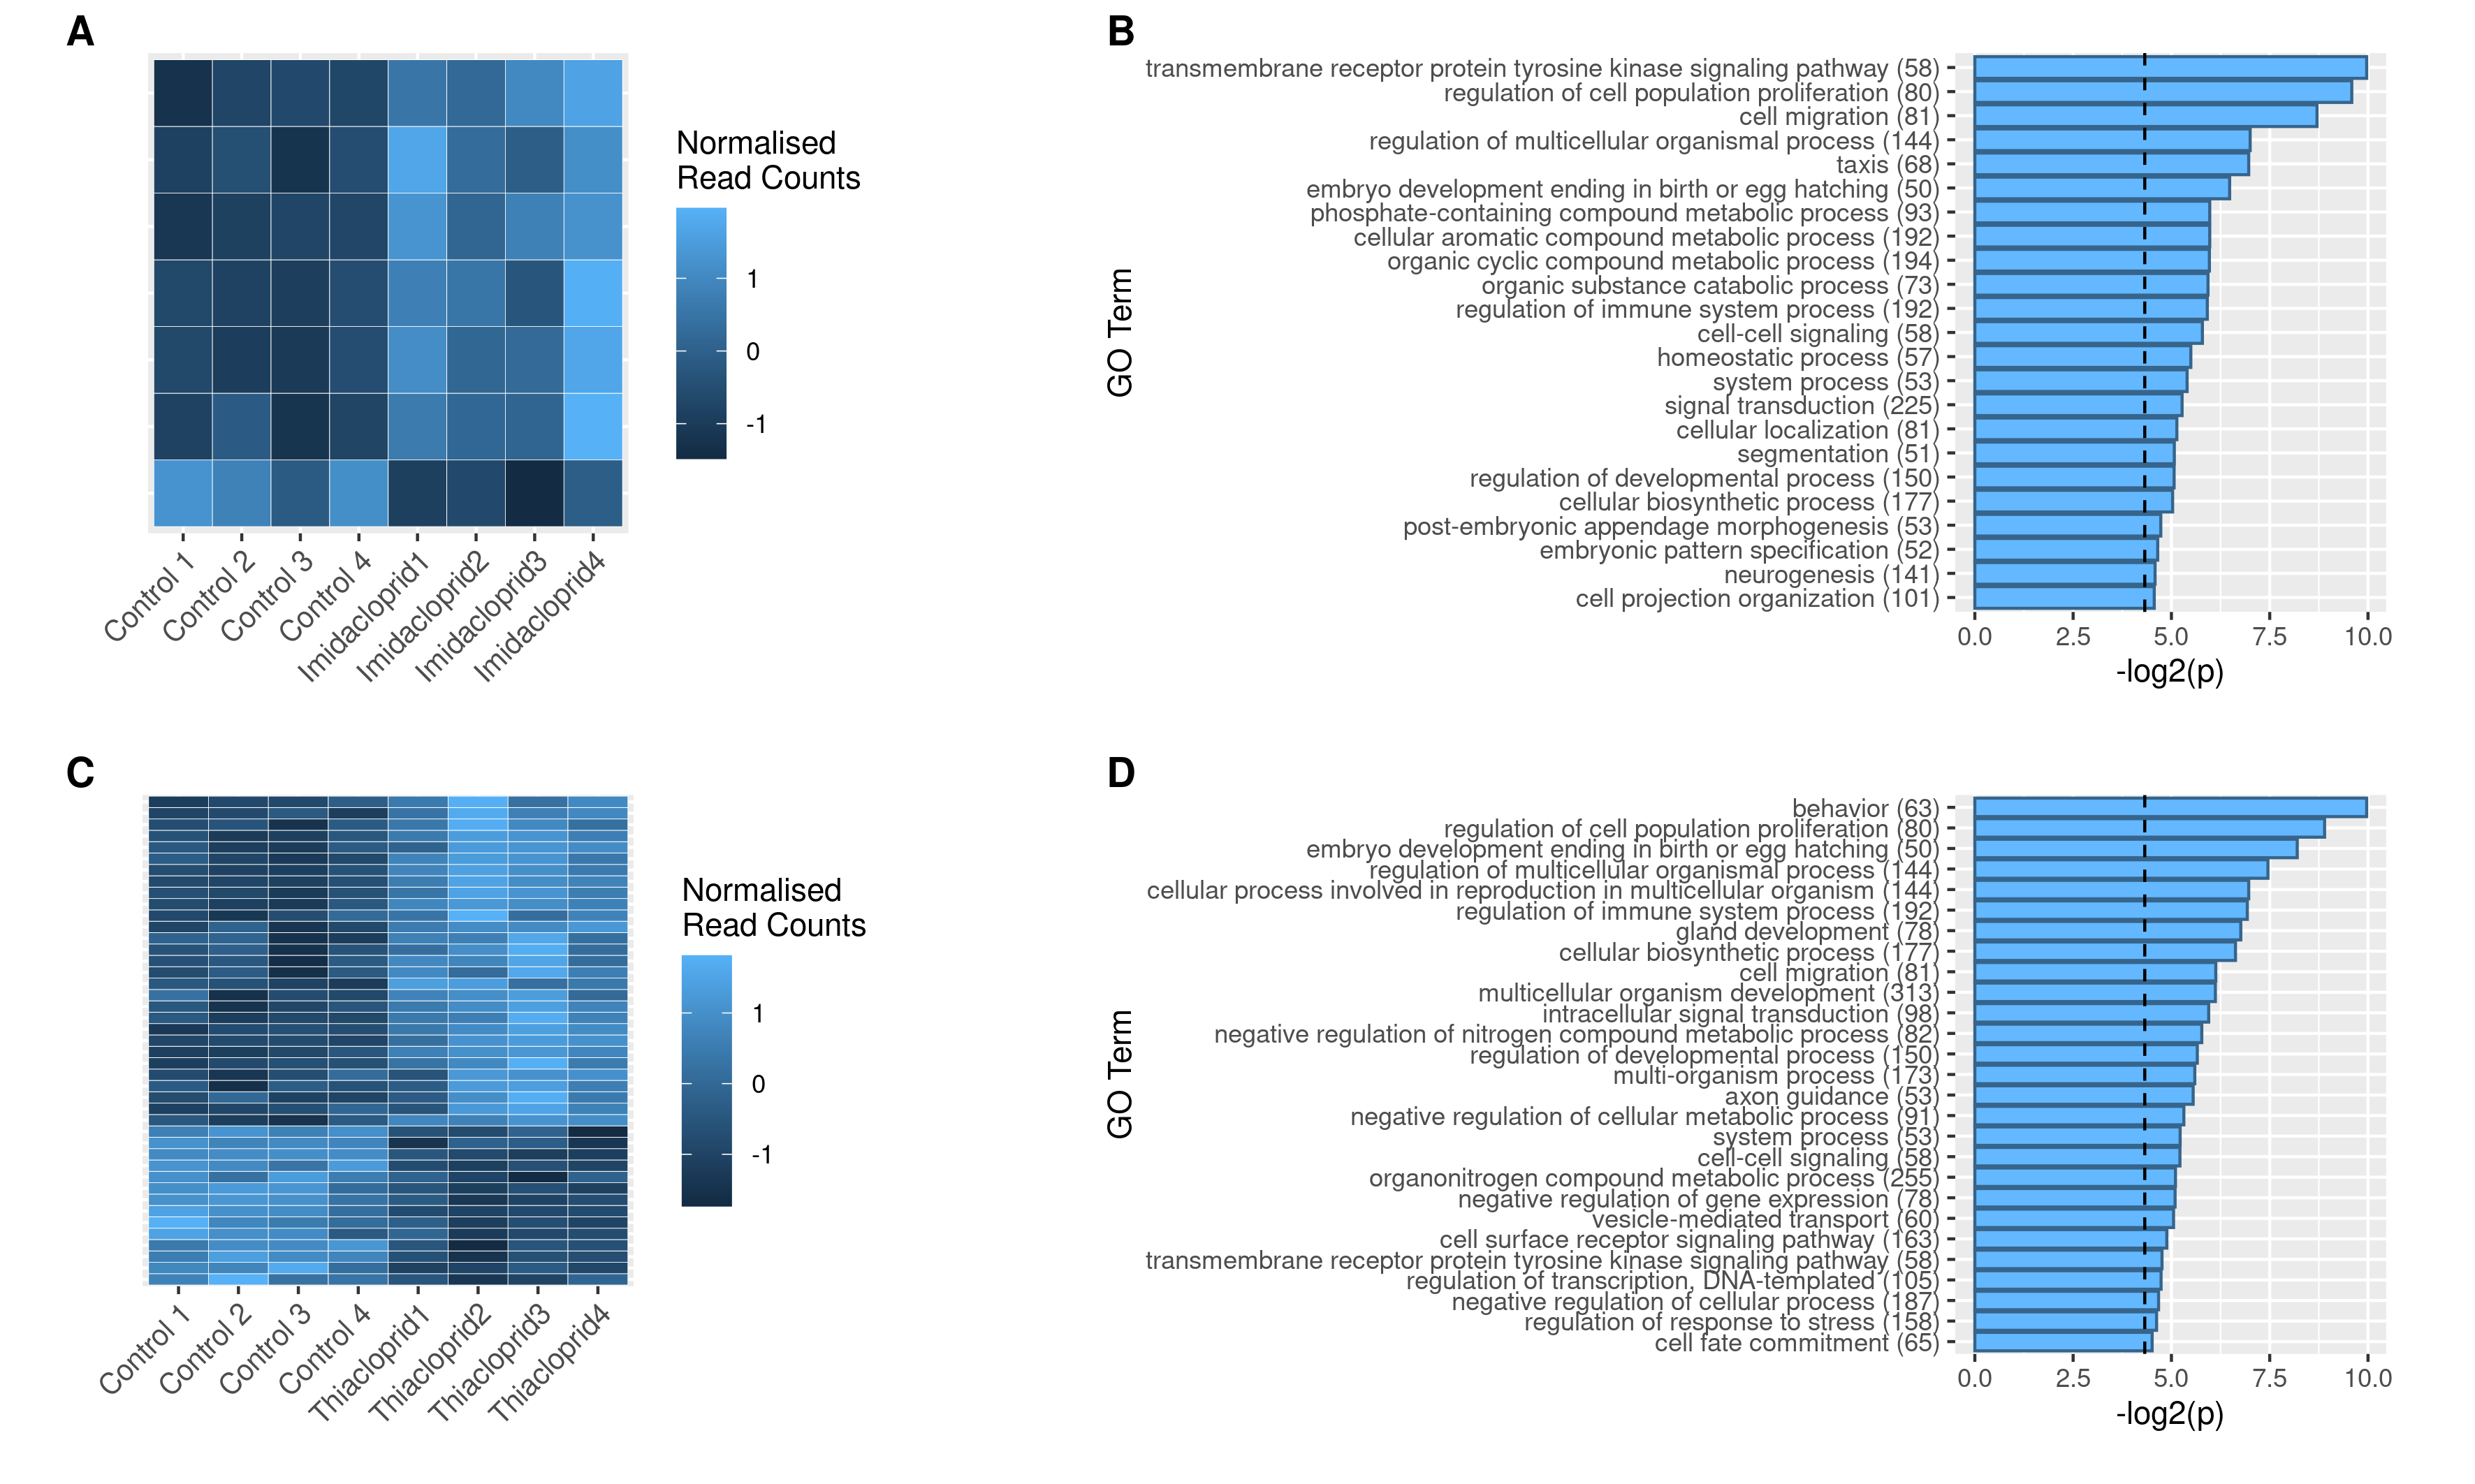 A
Normalised
Read Counts
1
0
-1
Control 1
Control 2
Control 3
Control 4
Imidacloprid1
Imidacloprid2
Imidacloprid3
Imidacloprid4
B
GO Term
transmembrane receptor protein tyrosine kinase signaling pathway (58)
regulation of cell population proliferation (80)
cell migration (81)
regulation of multicellular organismal process (144)
taxis (68)
embryo development ending in birth or egg hatching (50)
phosphate-containing compound metabolic process (93)
cellular aromatic compound metabolic process (192)
organic cyclic compound metabolic process (194)
organic substance catabolic process (73)
regulation of immune system process (192)
cell-cell signaling (58)
homeostatic process (57)
system process (53)
signal transduction (225)
cellular localization (81)
segmentation (51)
regulation of developmental process (150)
cellular biosynthetic process (177)
post-embryonic appendage morphogenesis (53)
embryonic pattern specification (52)
neurogenesis (141)
cell projection organization (101)
0.0 2.5 5.0 7.5 10.0
-log2(p)
C
Normalised
Read Counts
1
0
-1
Control 1
Control 2
Control 3
Control 4
Thiacloprid1
Thiacloprid2
Thiacloprid3
Thiacloprid4
D
GO Term
behavior (63)
regulation of cell population proliferation (80)
embryo development ending in birth or egg hatching (50)
regulation of multicellular organismal process (144)
cellular process involved in reproduction in multicellular organism (144)
regulation of immune system process (192)
gland development (78)
cellular biosynthetic process (177)
cell migration (81)
multicellular organism development (313)
intracellular signal transduction (98)
negative regulation of nitrogen compound metabolic process (82)
regulation of developmental process (150)
multi-organism process (173)
axon guidance (53)
negative regulation of cellular metabolic process (91)
system process (53)
cell-cell signaling (58)
organonitrogen compound metabolic process (255)
negative regulation of gene expression (78)
vesicle-mediated transport (60)
cell surface receptor signaling pathway (163)
transmembrane receptor protein tyrosine kinase signaling pathway (58)
regulation of transcription, DNA-templated (105)
negative regulation of cellular process (187)
regulation of response to stress (158)
cell fate commitment (65)
0.0 2.5 5.0 7.5 10.0
-log2(p)